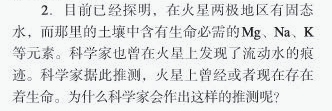 2．目前已经探明，在火星两极地区有固态
水，而那里的土壤中含有生命必需的Mg、Na、K
等元素。科学家也曾在火星上发现了流动水的痕
迹。科学家据此推测，火星上曾经或者现在存在
着生命。为什么科学家会作出这样的推测呢？